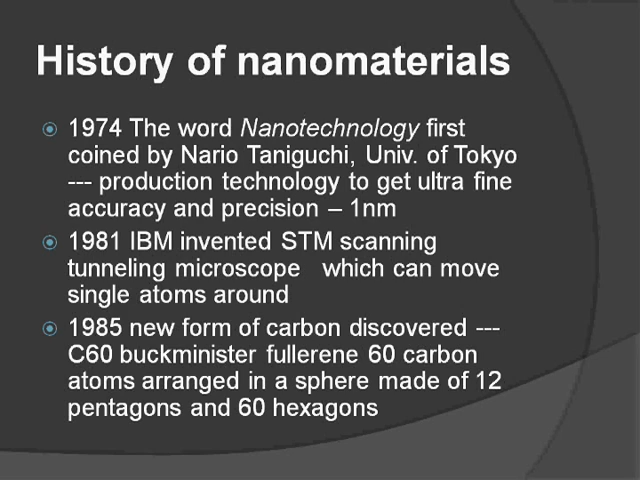 History of nanomaterials
1974 The word Nanotechnology first
coined by Nario Taniguchi, Univ. of Tokyo
--- production technology to get ultra fine
accuracy and precision – 1nm
1981 IBM invented STM scanning
tunneling microscope which can move
single atoms around
1985 new form of carbon discovered ---
C60 buckminister fullerene 60 carbon
atoms arranged in a sphere made of 12
pentagons and 60 hexagons